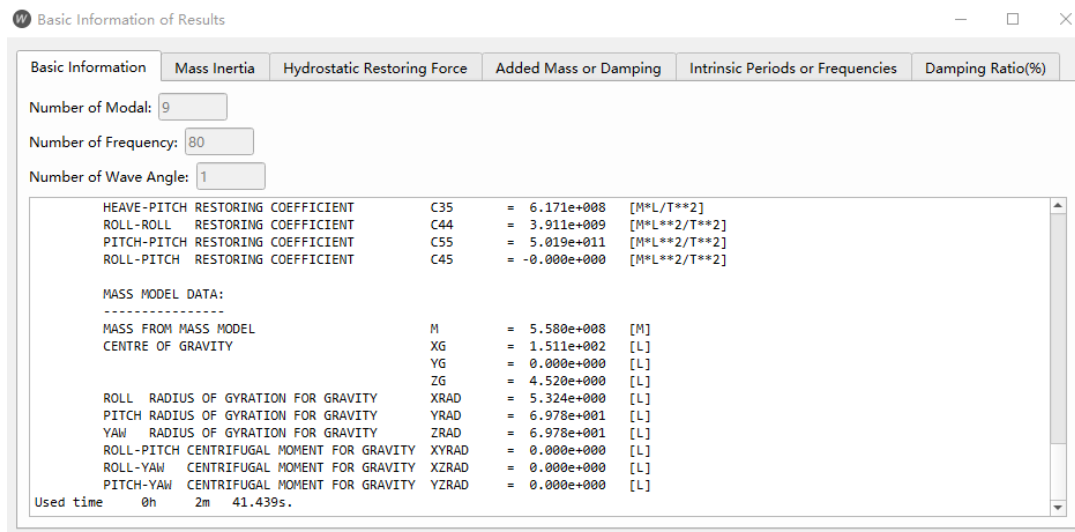 W Basic Information of Results
Basic Information Mass Inertia Hydrostatic Restoring Force Added Mass or Damping Intrinsic Periods or Frequencies Damping Ratio(%)
Number of Modal: 9
Number of Frequency: 80
Number of Wave Angle: 1
HEAVE-PITCH RESTORING COEFFICIENT C35 = 6.171e+008 [M*L/T**2]
ROLL-ROLL RESTORING COEFFICIENT C44 = 3.911e+009 [M*L**2/T**2]
PITCH-PITCH RESTORING COEFFICIENT C55 = 5.019e+011 [M*L**2/T**2]
ROLL-PITCH RESTORING COEFFICIENT C45 = -0.000e+000 [M*L**2/T**2]
MASS MODEL DATA:
----------------
MASS FROM MASS MODEL M = 5.580e+008 [M]
CENTRE OF GRAVITY XG = 1.511e+002 [L]
YG = 0.000e+000 [L]
ZG = 4.520e+000 [L]
ROLL RADIUS OF GYRATION FOR GRAVITY XRAD = 5.324e+000 [L]
PITCH RADIUS OF GYRATION FOR GRAVITY YRAD = 6.978e+001 [L]
YAW RADIUS OF GYRATION FOR GRAVITY ZRAD = 6.978e+001 [L]
ROLL-PITCH CENTRIFUGAL MOMENT FOR GRAVITY XYRAD = 0.000e+000 [L]
ROLL-YAW CENTRIFUGAL MOMENT FOR GRAVITY XZRAD = 0.000e+000 [L]
PITCH-YAW CENTRIFUGAL MOMENT FOR GRAVITY YZRAD = 0.000e+000 [L]
Used time 0h 2m 41.439s.